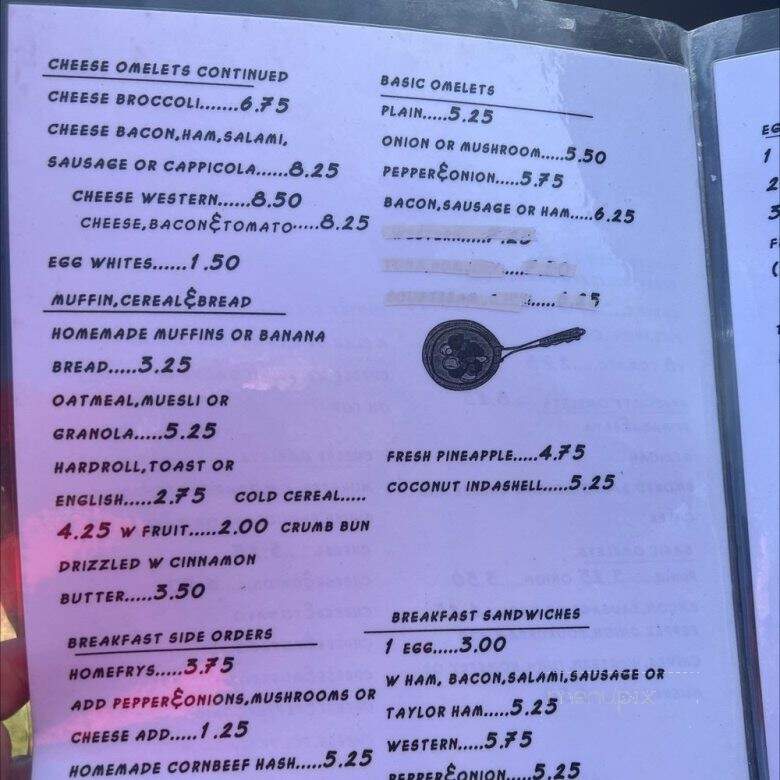 CHEESE OMELETS CONTINUED
CHEESE BROCCOLI.......6.75
CHEESE BACON,HAM,SALAMI,
SAUSAGE OR CAPPICOLA......8.25
CHEESE WESTERN......8.50
CHEESE,BACON&TOMATO.....8.25
EGG WHITES......1.50
MUFFIN,CEREAL&BREAD
HOMEMADE MUFFINS OR BANANA
BREAD.....3.25
OATMEAL,MUESLI OR
GRANOLA.....5.25
HARDROLL,TOAST OR
ENGLISH.....2.75 COLD CEREAL.....
4.25 W FRUIT.....2.00 CRUMB BUN
DRIZZLED W CINNAMON
BUTTER.....3.50
BREAKFAST SIDE ORDERS
HOMEFRYS.....3.75
ADD PEPPER&ONIONS,MUSHROOMS OR
CHEESE ADD.....1.25
HOMEMADE CORNBEEF HASH.....5.25
BASIC OMELETS
PLAIN.....5.25
ONION OR MUSHROOM.....5.50
PEPPER&ONION.....5.75
BACON,SAUSAGE OR HAM.....6.25
FRESH PINEAPPLE.....4.75
COCONUT INDASHELL.....5.25
BREAKFAST SANDWICHES
1 EGG.....3.00
W HAM, BACON,SALAMI,SAUSAGE OR
TAYLOR HAM.....5.25
WESTERN.....5.75
PEPPER&ONION.....5.25
EG
1
2
3